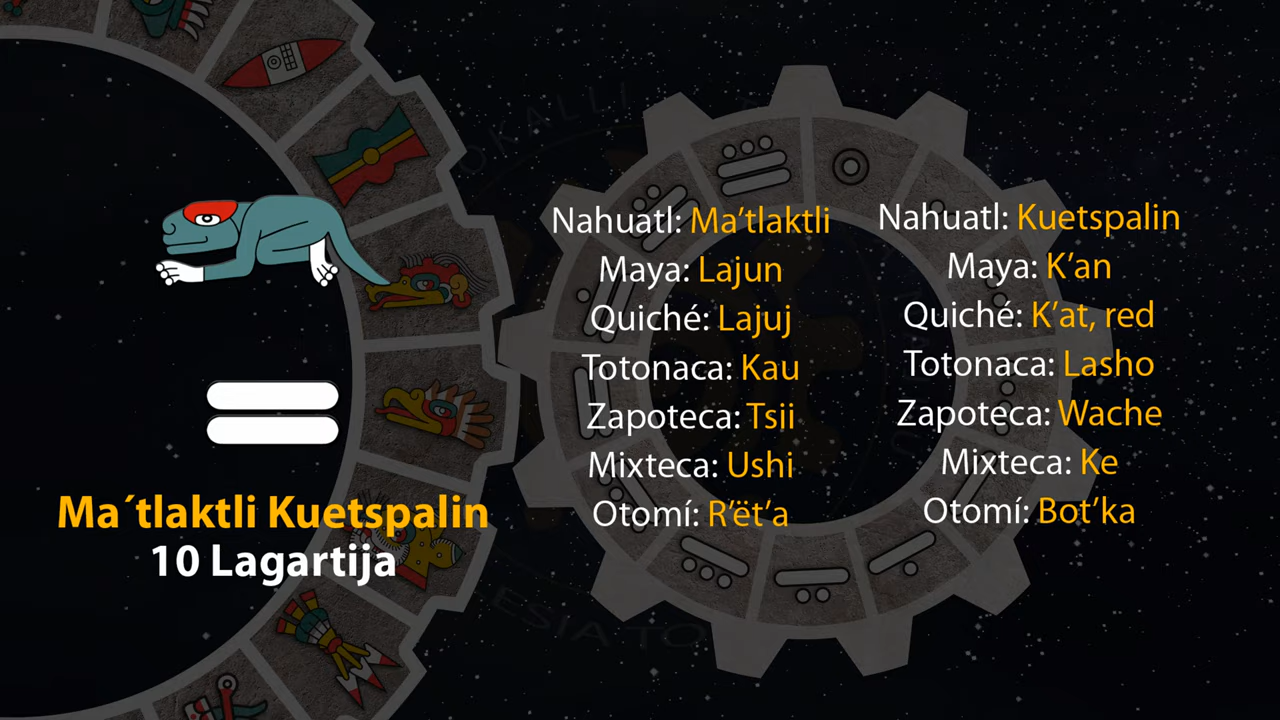 Ma´tlaktli Kuetspalin
10 Lagartija
Nahuatl: Ma’tlaktli
Maya: Lajun
Quiché: Lajuj
Totonaca: Kau
Zapoteca: Tsii
Mixteca: Ushi
Otomí: R’ët’a
Nahuatl: Kuetspalin
Maya: K’an
Quiché: K’at, red
Totonaca: Lasho
Zapoteca: Wache
Mixteca: Ke
Otomí: Bot’ka